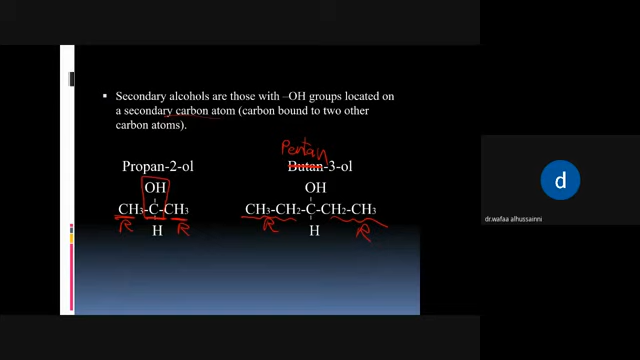 • Secondary alcohols are those with –OH groups located on
a secondary carbon atom (carbon bound to two other
carbon atoms).
Pentan
Propan-2-ol Butan-3-ol
OH OH
CH3-C-CH3 CH3-CH2-C-CH2-CH3
R R R R
H H
d
dr.wafaa alhussainni